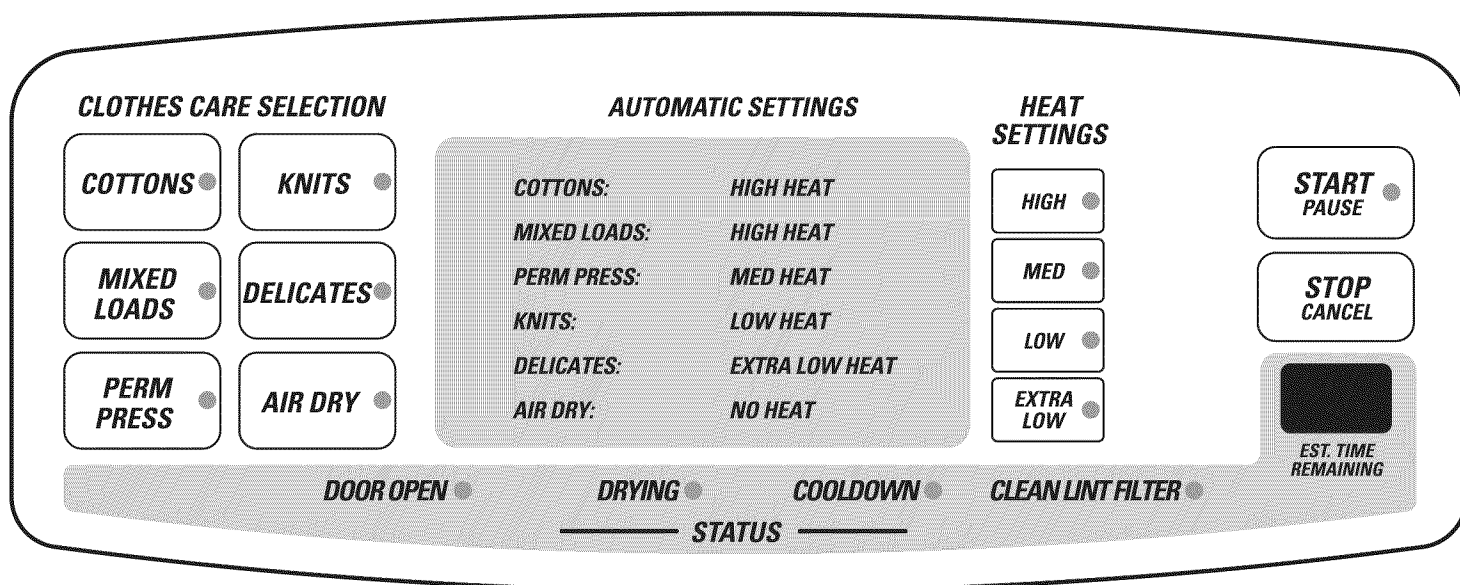 CLOTHES CARE SELECTION
COTTONS
KNITS
MIXED
LOADS
DELICATES
PERM
PRESS
AIR DRY
AUTOMATIC SETTINGS
COTTONS: HIGH HEAT
MIXED LOADS: HIGH HEAT
PERM PRESS: MED HEAT
KNITS: LOW HEAT
DELICATES: EXTRA LOW HEAT
AIR DRY: NO HEAT
HEAT
SETTINGS
HIGH
MED
LOW
EXTRA
LOW
START
PAUSE
STOP
CANCEL
EST. TIME
REMAINING
DOOR OPEN DRYING COOLDOWN CLEAN LINT FILTER
STATUS